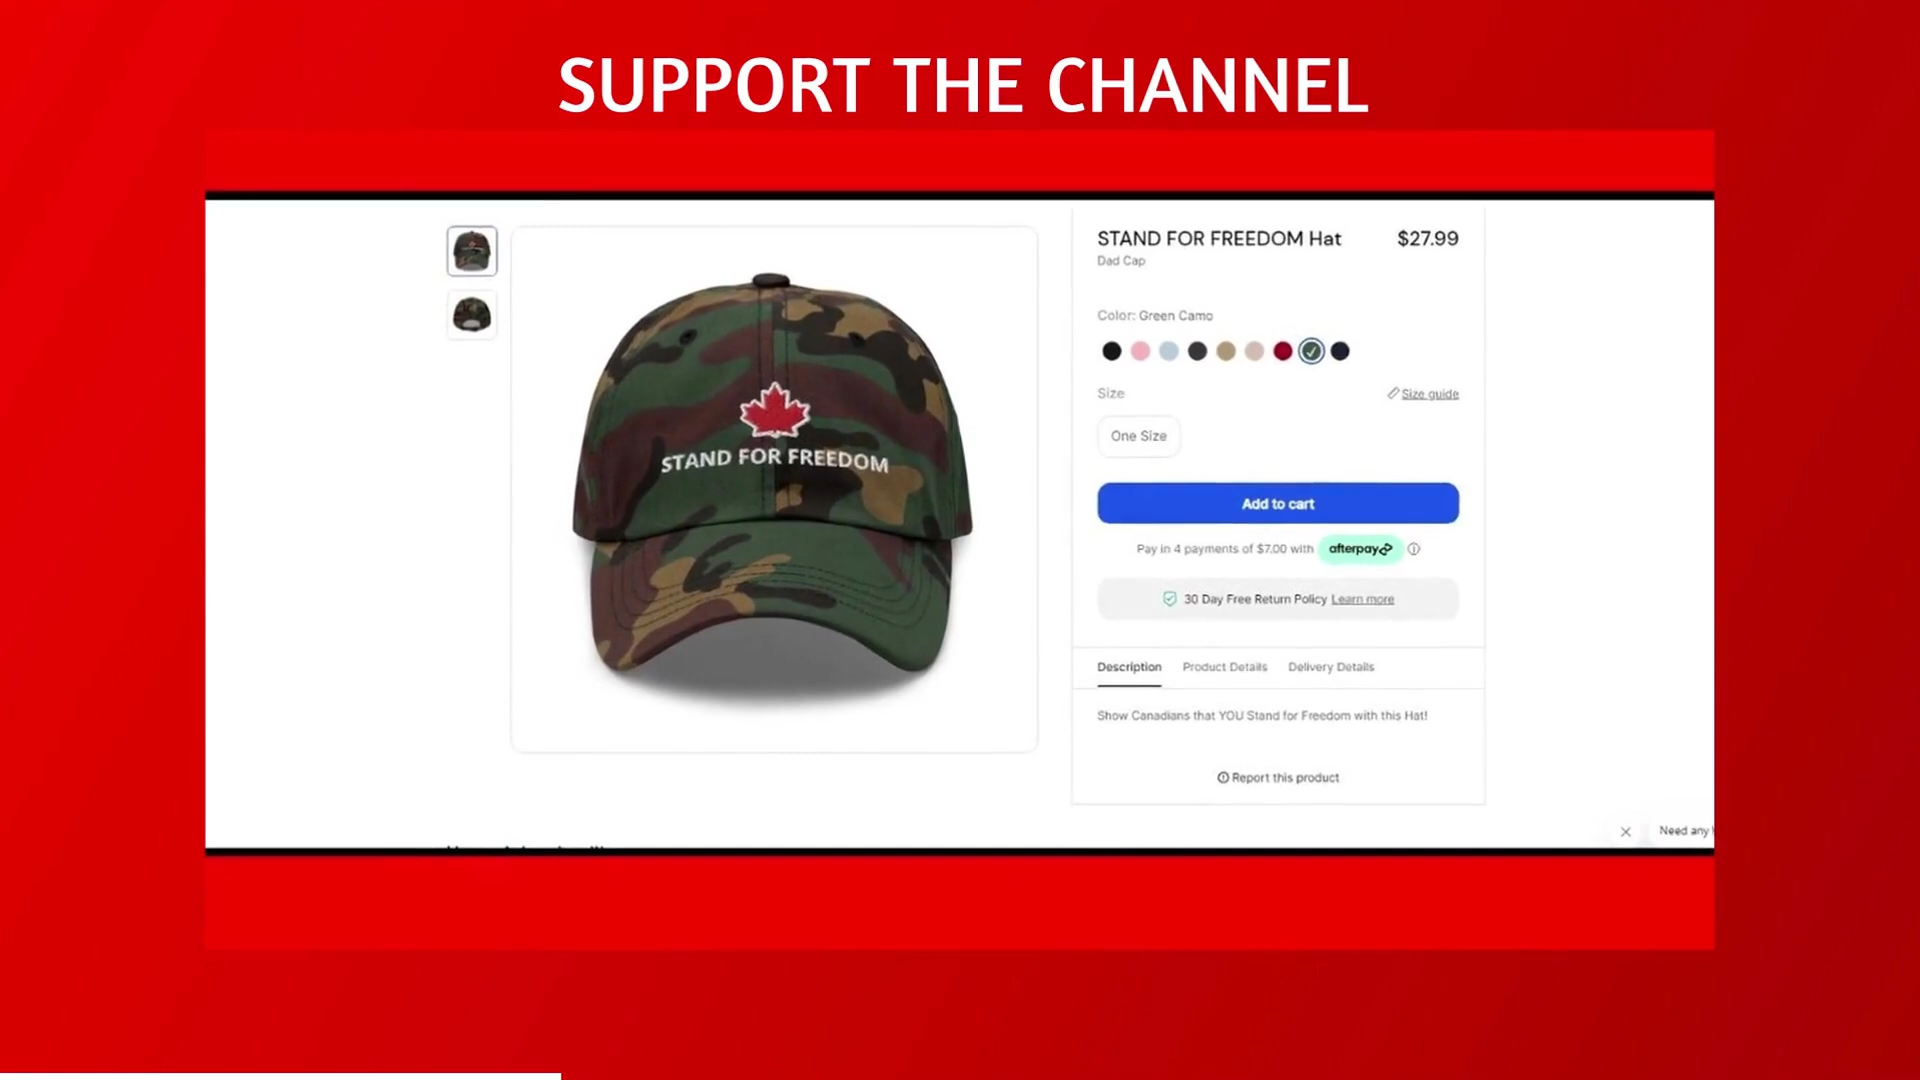 SUPPORT THE CHANNEL
STAND FOR FREEDOM
STAND FOR FREEDOM Hat $27.99
Dad Cap
Color: Green Camo
Size Size guide
One Size
Add to cart
Pay in 4 payments of $7.00 with afterpay
30 Day Free Return Policy Learn more
Description Product Details Delivery Details
Show Canadians that YOU Stand for Freedom with this Hat!
Report this product
Need any